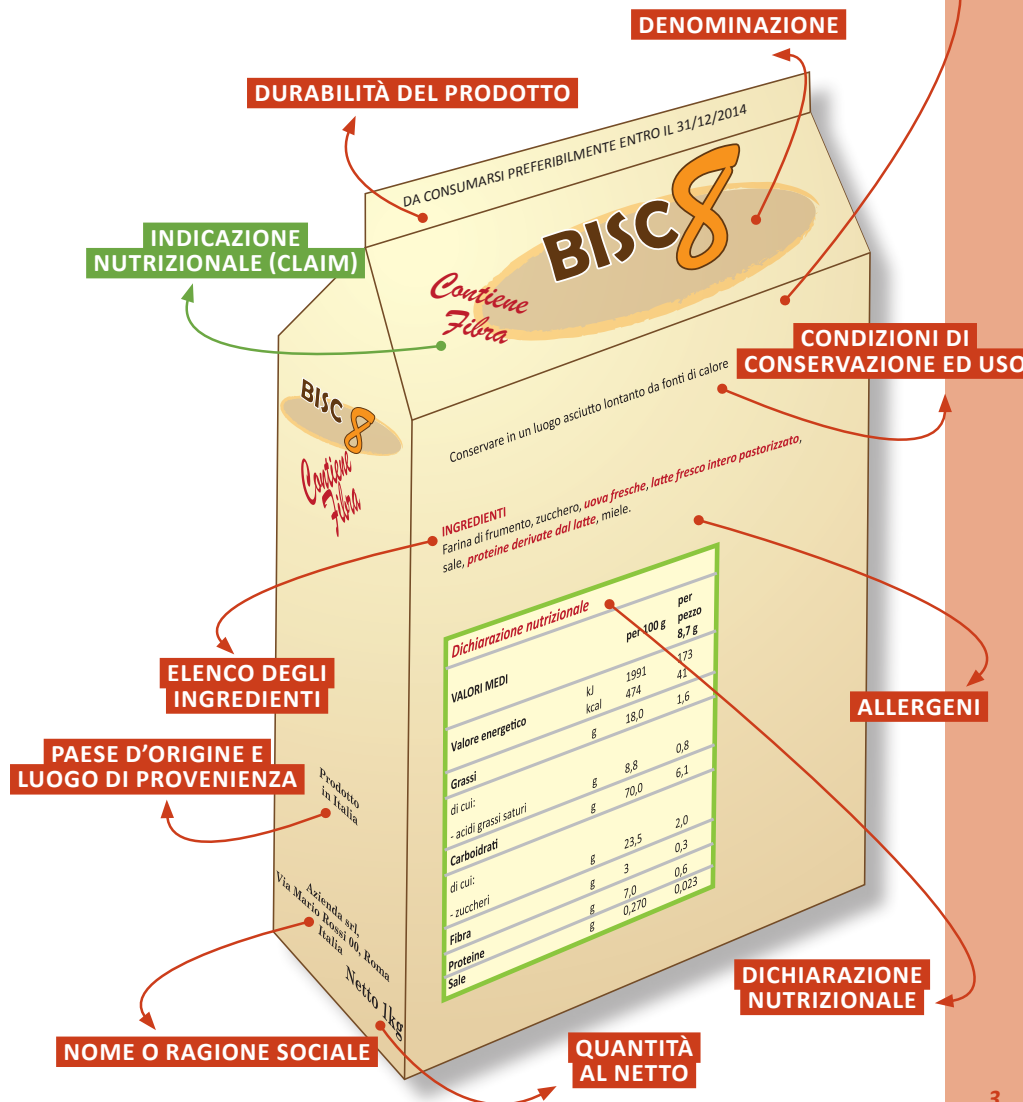 DENOMINAZIONE
DURABILITÀ DEL PRODOTTO
DA CONSUMARSI PREFERIBILMENTE ENTRO IL 31/12/2014
BISC8
INDICAZIONE
NUTRIZIONALE (CLAIM)
Contiene
Fibra
CONDIZIONI DI
CONSERVAZIONE ED USO
Conservare in un luogo asciutto lontanto da fonti di calore
BISC8
Contiene
Fibra
INGREDIENTI
Farina di frumento, zucchero, uova fresche, latte fresco intero pastorizzato,
sale, proteine derivate dal latte, miele.
Dichiarazione nutrizionale
VALORI MEDI per 100 g per
pezzo
8,7 g
Valore energetico kJ 1991 173
kcal 474 41
Grassi g 18,0 1,6
di cui:
- acidi grassi saturi g 8,8 0,8
Carboidrati g 70,0 6,1
di cui:
- zuccheri g 23,5 2,0
Fibra g 3 0,3
Proteine g 7,0 0,6
Sale g 0,270 0,023
ELENCO DEGLI
INGREDIENTI
ALLERGENI
PAESE D'ORIGINE E
LUOGO DI PROVENIENZA
Prodotto
in Italia
Azienda srl,
Via Mario Rossi 00, Roma
Italia
Netto 1kg
DICHIARAZIONE
NUTRIZIONALE
NOME O RAGIONE SOCIALE
QUANTITÀ
AL NETTO
3